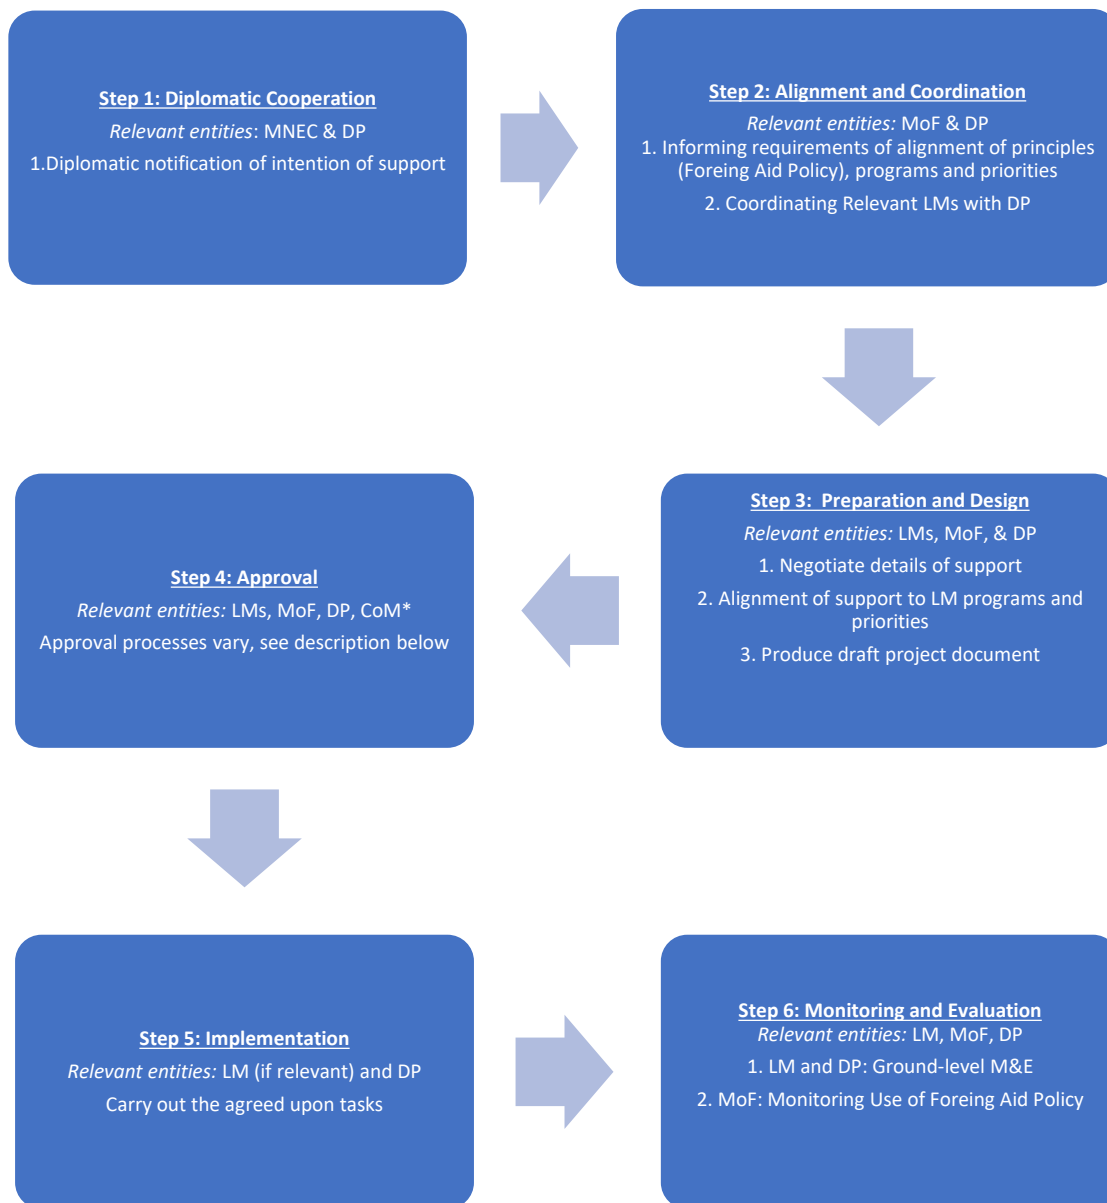 Step 1: Diplomatic Cooperation
Relevant entities: MNEC & DP
1.Diplomatic notification of intention of support
Step 2: Alignment and Coordination
Relevant entities: MoF & DP
1. Informing requirements of alignment of principles
(Foreing Aid Policy), programs and priorities
2. Coordinating Relevant LMs with DP
Step 3:  Preparation and Design
Relevant entities: LMs, MoF, & DP
1. Negotiate details of support
2. Alignment of support to LM programs and
priorities
3. Produce draft project document
Step 4: Approval
Relevant entities: LMs, MoF, DP, CoM*
Approval processes vary, see description below
Step 5: Implementation
Relevant entities: LM (if relevant) and DP
Carry out the agreed upon tasks
Step 6: Monitoring and Evaluation
Relevant entities: LM, MoF, DP
1. LM and DP: Ground-level M&E
2. MoF: Monitoring Use of Foreing Aid Policy